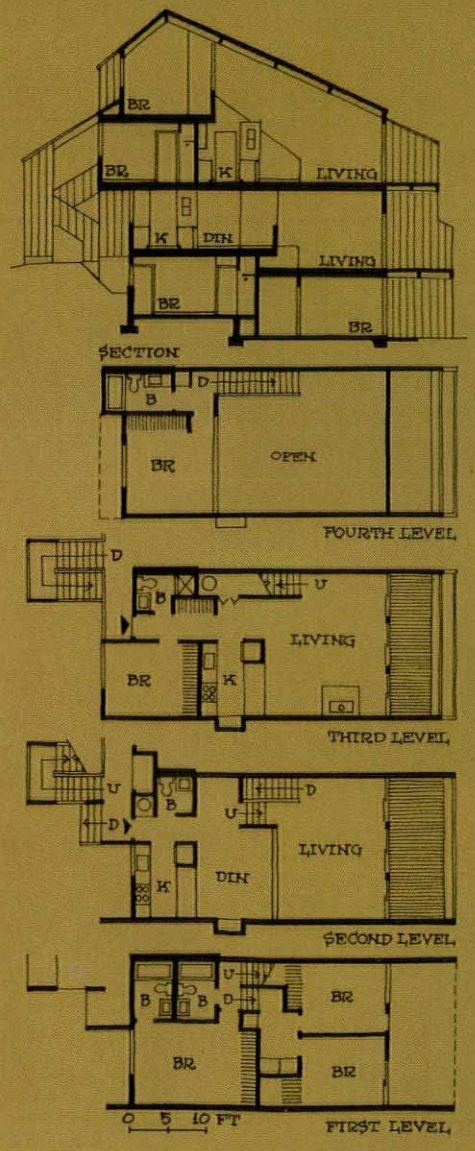 BR
BR K LIVING
K DIN LIVING
BR BR
SECTION
B D
BR OPEN
FOURTH LEVEL
D
B U
LIVING
BR K
THIRD LEVEL
U B D
D U
K DIN LIVING
SECOND LEVEL
B B U BR
D
BR BR
0 5 10 FT
FIRST LEVEL